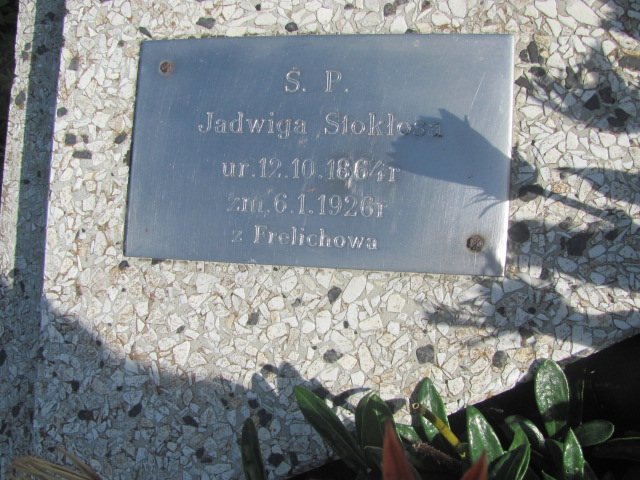 Ś. P.
Jadwiga Stokłosa
ur.12.10.1864r
zm.6.1.1926r
z Frelichowa